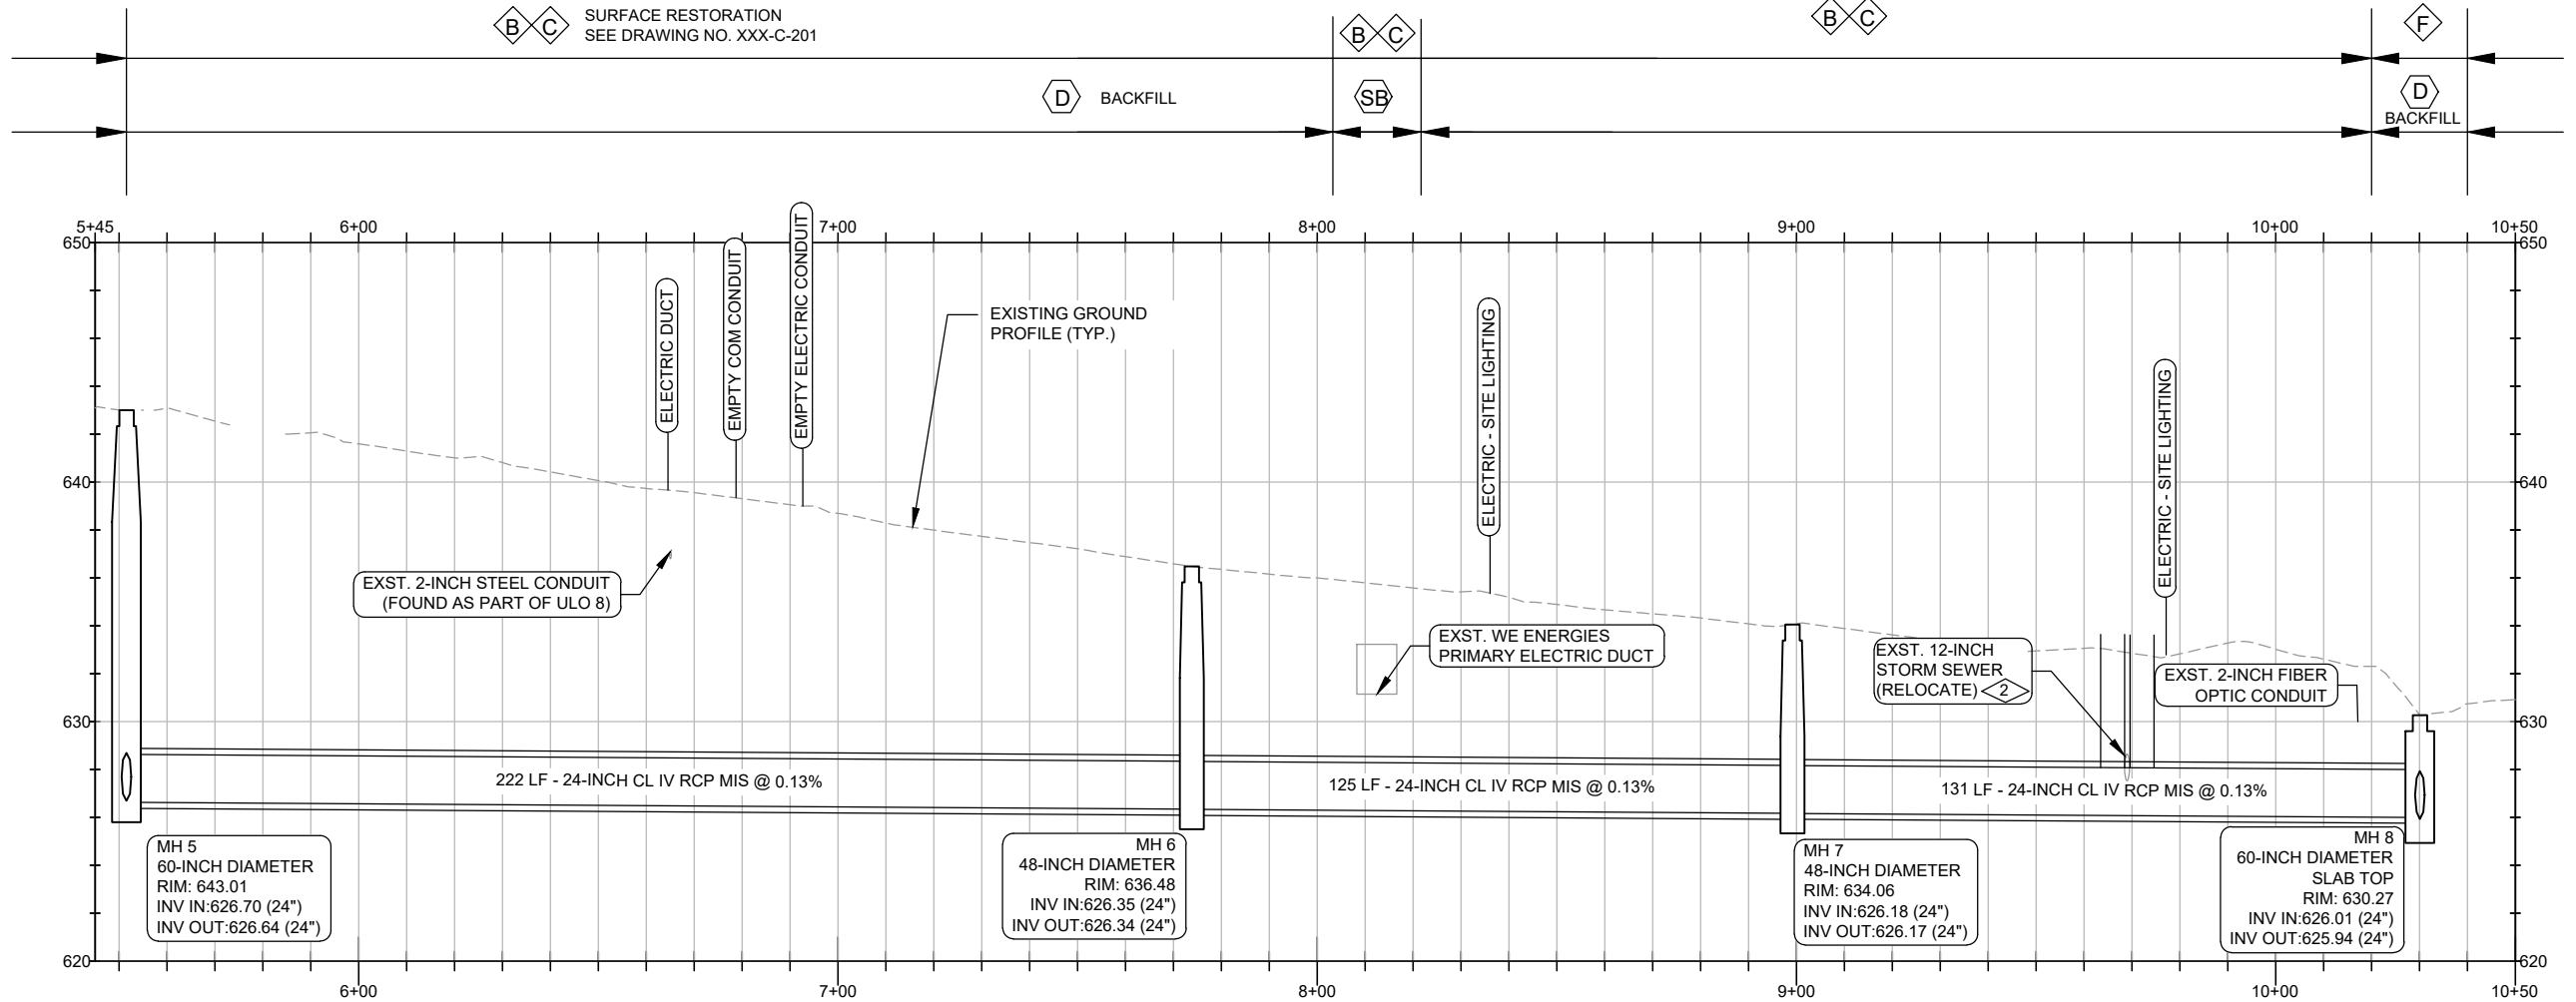 B C SURFACE RESTORATION
SEE DRAWING NO. XXX-C-201
B C
B C
F
D BACKFILL
SB
D
BACKFILL
5+45 6+00 7+00 8+00 9+00 10+00 10+50
650 650
ELECTRIC DUCT
EMPTY COM CONDUIT
EMPTY ELECTRIC CONDUIT
EXISTING GROUND
PROFILE (TYP.)
ELECTRIC - SITE LIGHTING
ELECTRIC - SITE LIGHTING
640 640
EXST. 2-INCH STEEL CONDUIT
(FOUND AS PART OF ULO 8)
EXST. WE ENERGIES
PRIMARY ELECTRIC DUCT
EXST. 12-INCH
STORM SEWER
(RELOCATE) 2
EXST. 2-INCH FIBER
OPTIC CONDUIT
630 630
222 LF - 24-INCH CL IV RCP MIS @ 0.13%
125 LF - 24-INCH CL IV RCP MIS @ 0.13%
131 LF - 24-INCH CL IV RCP MIS @ 0.13%
MH 5
60-INCH DIAMETER
RIM: 643.01
INV IN:626.70 (24")
INV OUT:626.64 (24")
MH 6
48-INCH DIAMETER
RIM: 636.48
INV IN:626.35 (24")
INV OUT:626.34 (24")
MH 7
48-INCH DIAMETER
RIM: 634.06
INV IN:626.18 (24")
INV OUT:626.17 (24")
MH 8
60-INCH DIAMETER
SLAB TOP
RIM: 630.27
INV IN:626.01 (24")
INV OUT:625.94 (24")
620 620
6+00 7+00 8+00 9+00 10+00 10+50